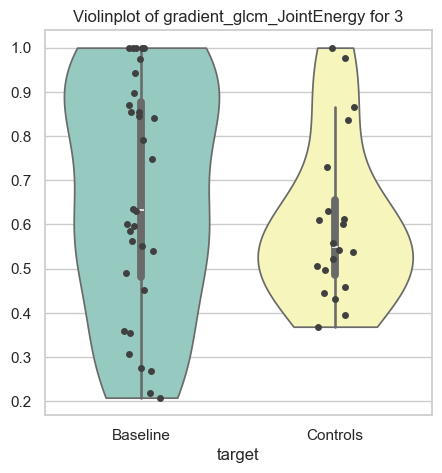 Violinplot of gradient_glcm_JointEnergy for 3
1.0
0.9
0.8
0.7
0.6
0.5
0.4
0.3
0.2
Baseline
Controls
target